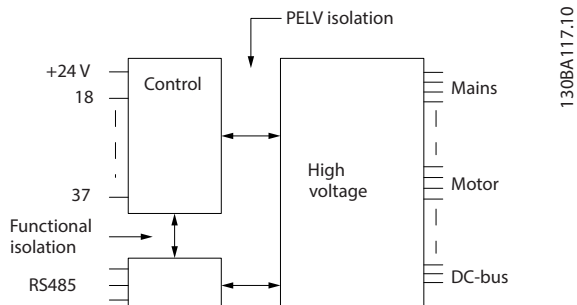 PELV isolation
+24 V
Control
18
37
High
voltage
Mains
Motor
DC-bus
Functional
isolation
RS485
130BA117.10